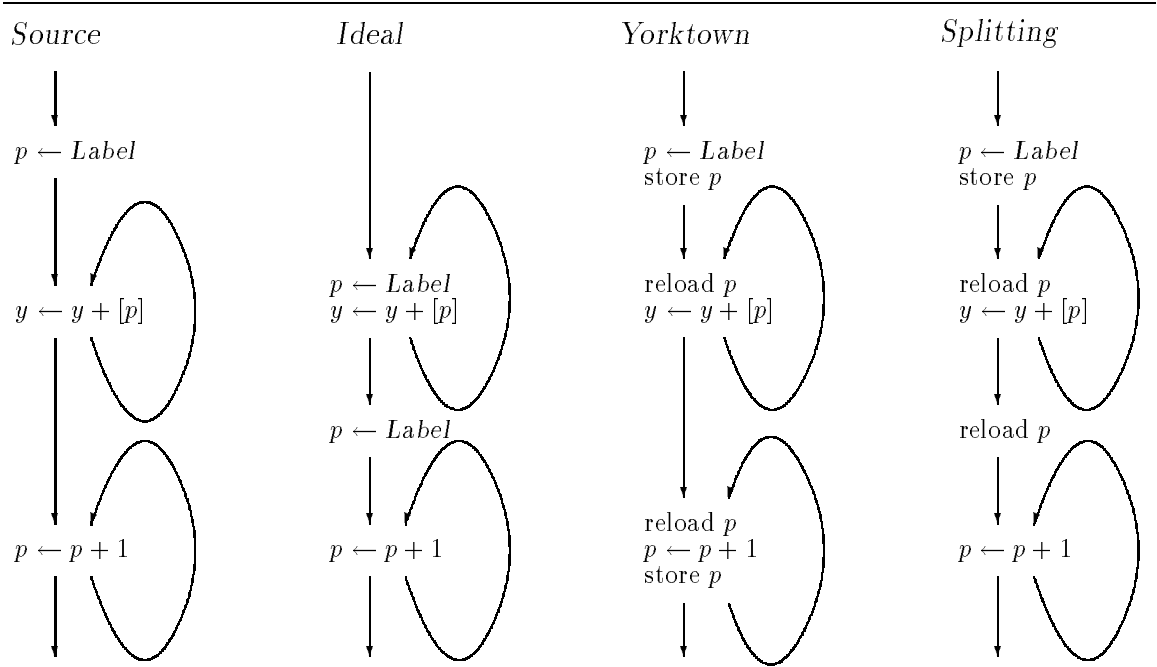 Source
p ← Label
y ← y + [p]
p ← p + 1
Ideal
p ← Label
y ← y + [p]
p ← Label
p ← p + 1
Yorktown
p ← Label
store p
reload p
y ← y + [p]
reload p
p ← p + 1
store p
Splitting
p ← Label
store p
reload p
y ← y + [p]
reload p
p ← p + 1